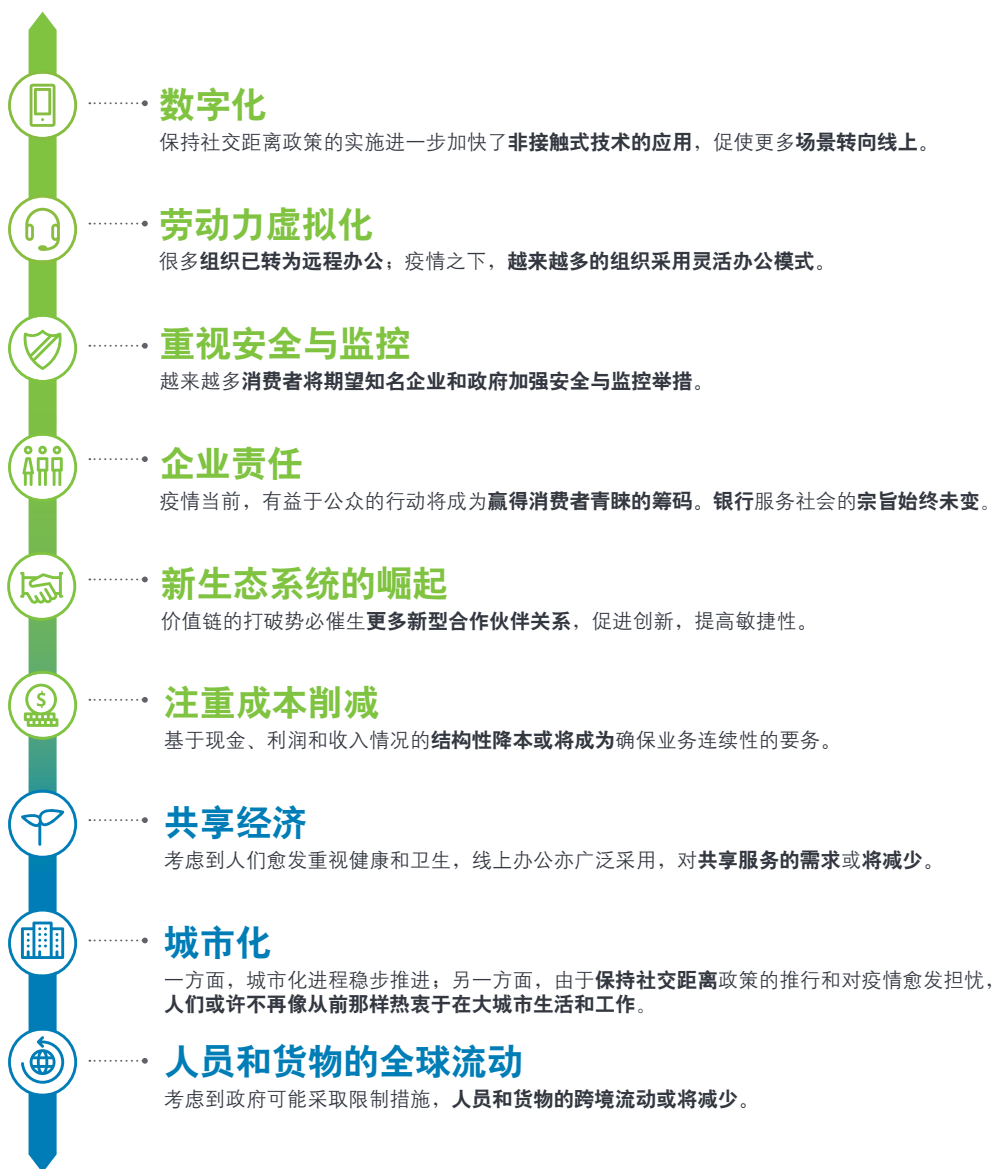 数字化
保持社交距离政策的实施进一步加快了非接触式技术的应用，促使更多场景转向线上。
劳动力虚拟化
很多组织已转为远程办公；疫情之下，越来越多的组织采用灵活办公模式。
重视安全与监控
越来越多消费者将期望知名企业和政府加强安全与监控举措。
企业责任
疫情当前，有益于公众的行动将成为赢得消费者青睐的筹码。银行服务社会的宗旨始终未变。
新生态系统的崛起
价值链的打破势必催生更多新型合作伙伴关系，促进创新，提高敏捷性。
$
注重成本削减
基于现金、利润和收入情况的结构性降本或将成为确保业务连续性的要务。
共享经济
考虑到人们愈发重视健康和卫生，线上办公亦广泛采用，对共享服务的需求或将减少。
城市化
一方面，城市化进程稳步推进；另一方面，由于保持社交距离政策的推行和对疫情愈发担忧，
人们或许不再像从前那样热衷于在大城市生活和工作。
人员和货物的全球流动
考虑到政府可能采取限制措施，人员和货物的跨境流动或将减少。